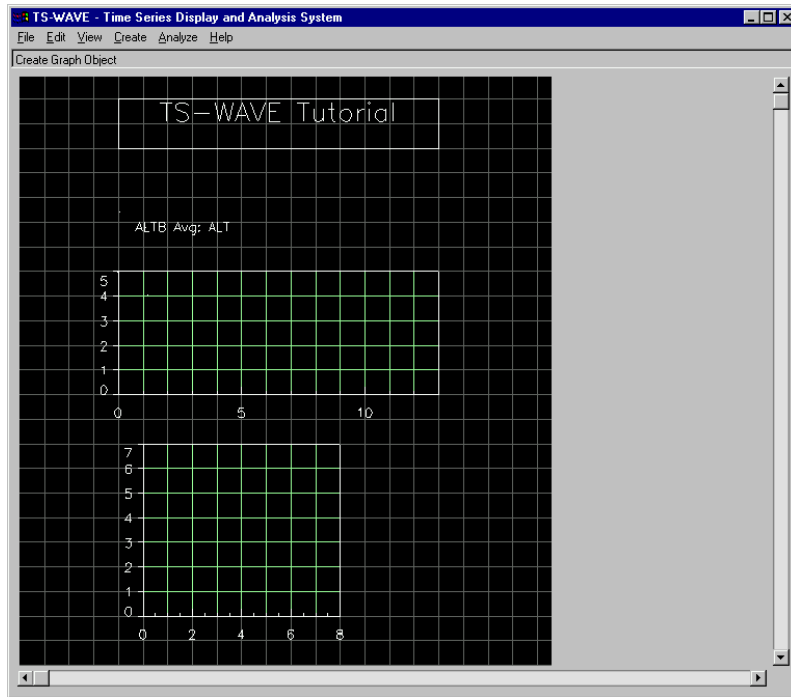 TS-WAVE - Time Series Display and Analysis System
File Edit View Create Analyze Help
Create Graph Object
TS-WAVE Tutorial
ALTB Avg: ALT
5
4
3
2
1
0
0 5 10
7
6
5
4
3
2
1
0
0 2 4 6 8